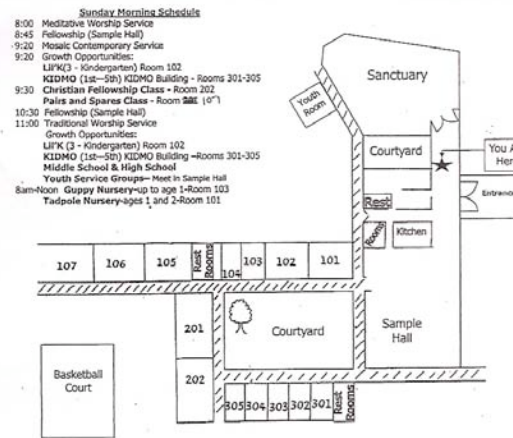 Sunday Morning Schedule
8:00 Meditative Worship Service
8:45 Fellowship (Sample Hall)
9:20 Mosaic Contemporary Service
9:20 Growth Opportunities:
Lil'K(3 - Kindergarten) Room 102
KIDMO (1st—5th) KIDMO Building - Rooms 301-305
9:30 Christian Fellowship Class - Room 202
Pairs and Spares Class - Room
10:30 Fellowship (Sample Hall)
11:00 Traditional Worship Service
Growth Opportunities:
Lil'K (3 - Kindergarten) Room 102
KIDMO (1st—5th) KIDMO Building —Rooms 301-305
Middle School & High School
Youth Service Groups— Meet in Sample Hall
8am-Noon Guppy Nursery-up to age 1-Room 103
Tadpole Nursery-ages 1 and 2-Room 101
Sanctuary
Youth
Room
Courtyard
You A
Her
Entrance
Rest
Rooms
Kitchen
107
106
105
Rest
Rooms
104
103
102
101
201
202
Courtyard
Sample
Hall
Basketball
Court
305
304
303
302
301
Rest
Rooms